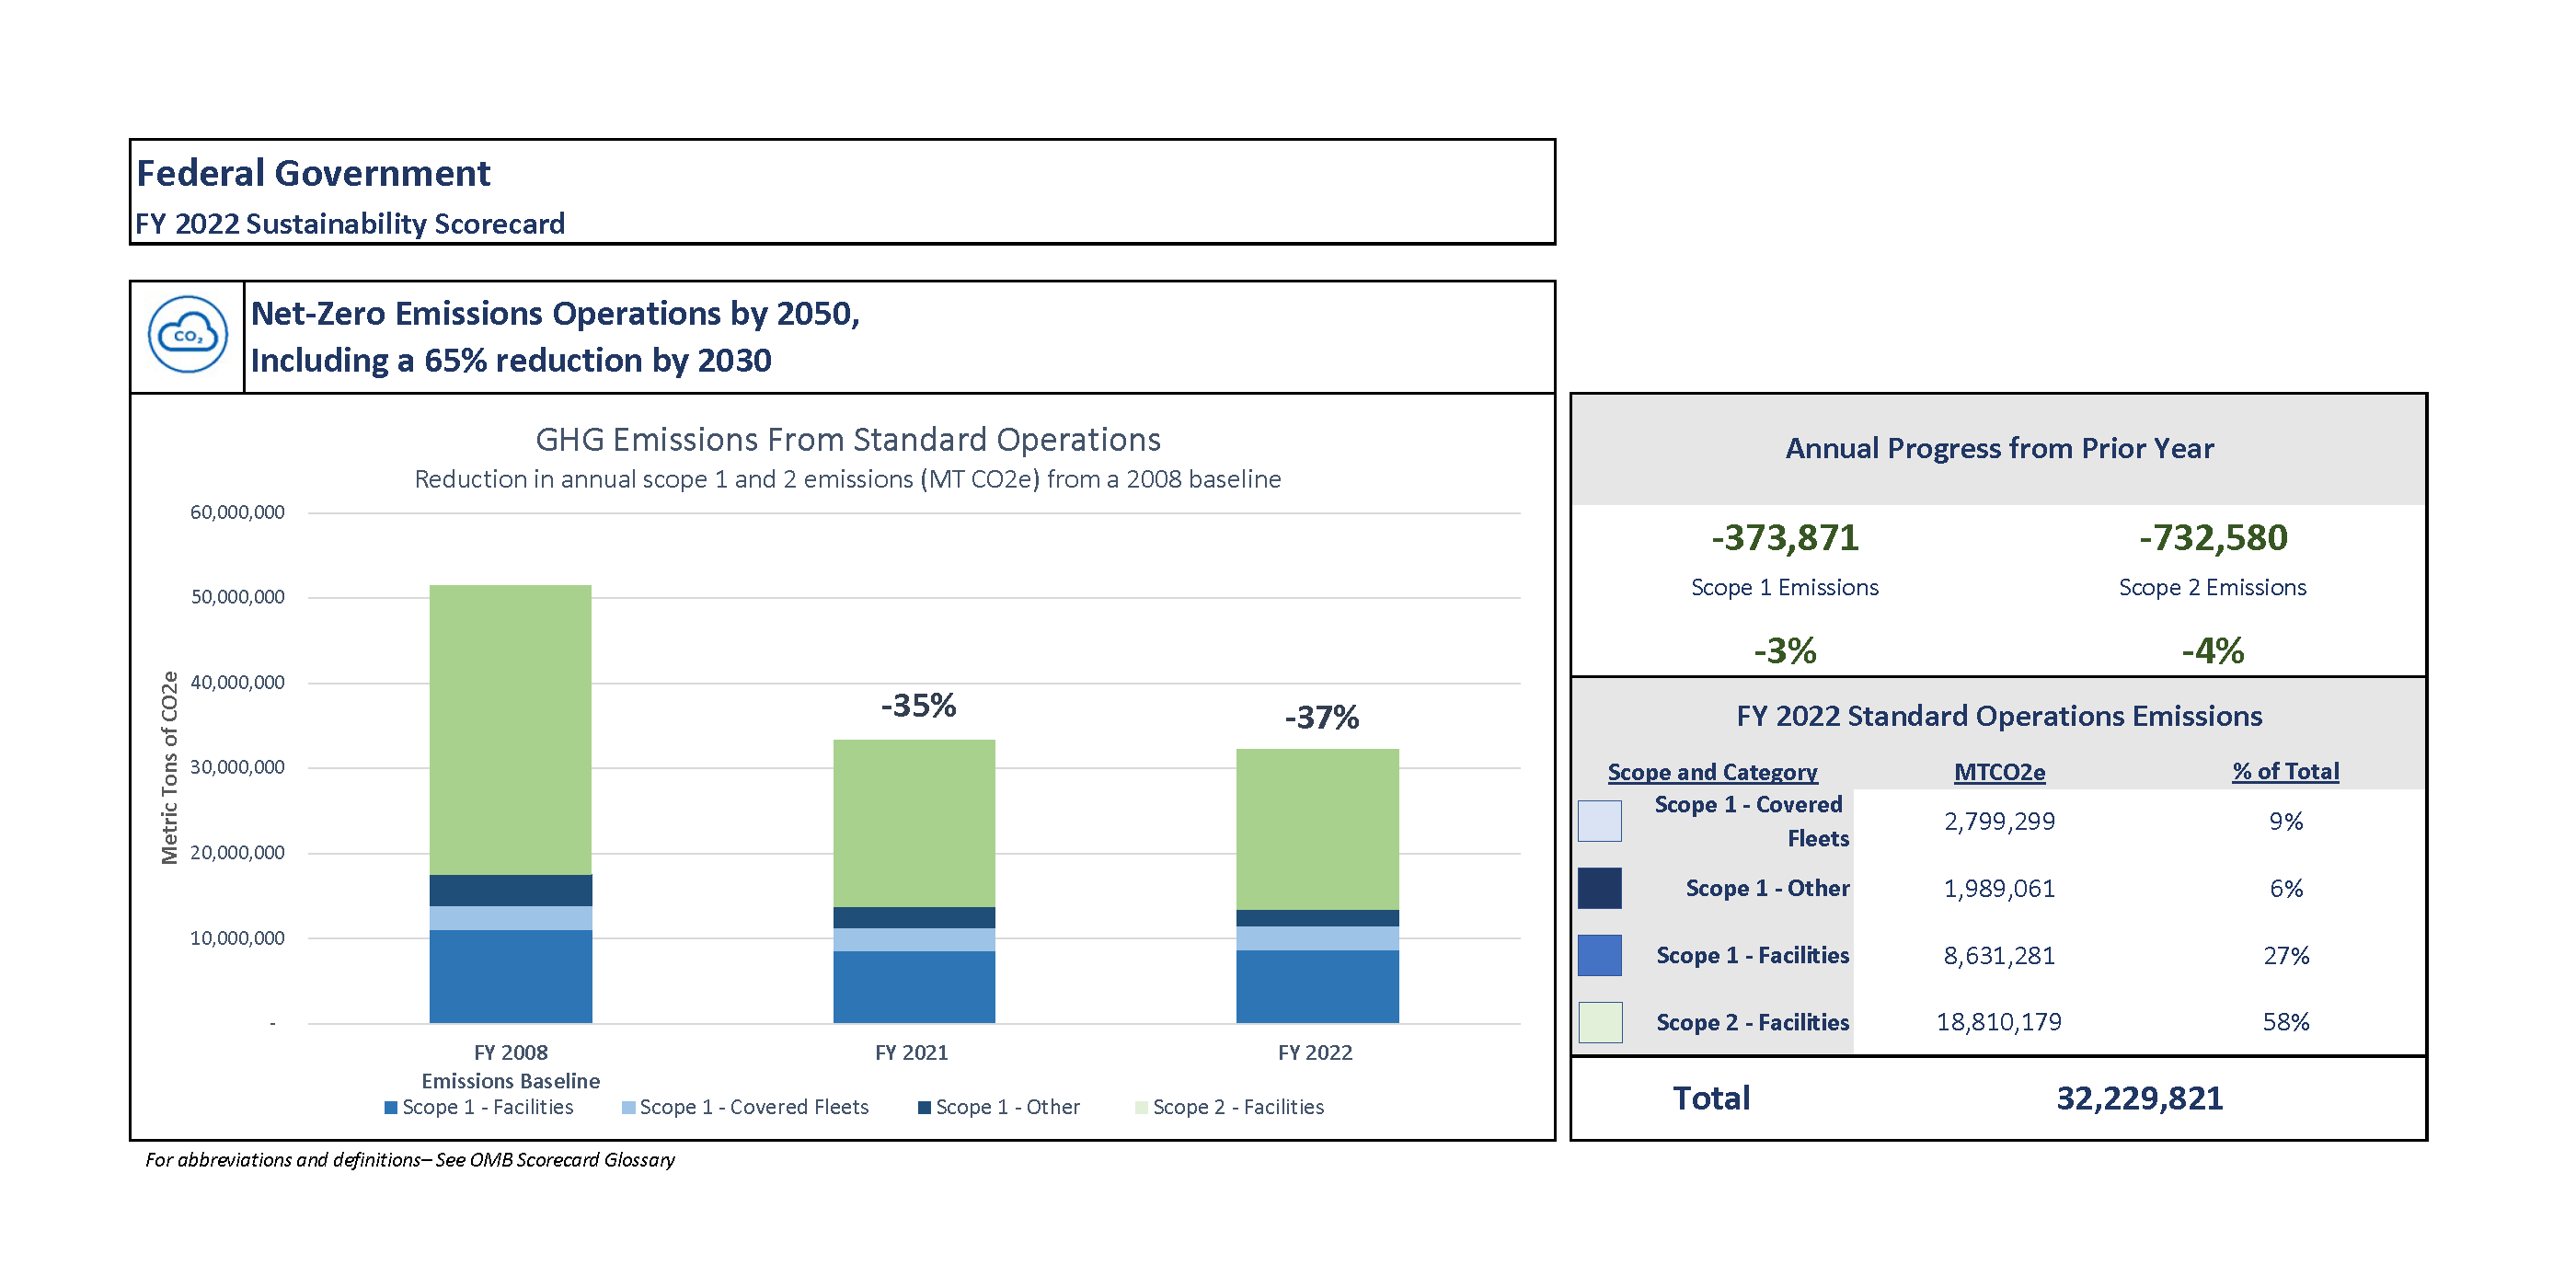 Federal Government
FY 2022 Sustainability Scorecard
CO2
Net-Zero Emissions Operations by 2050,
Including a 65% reduction by 2030
GHG Emissions From Standard Operations
Reduction in annual scope 1 and 2 emissions (MT CO2e) from a 2008 baseline
Metric Tons of CO2e
60,000,000
50,000,000
40,000,000
30,000,000
20,000,000
10,000,000
-
-35%
-37%
FY 2008
Emissions Baseline
FY 2021
FY 2022
Scope 1 - Facilities
Scope 1 - Covered Fleets
Scope 1 - Other
Scope 2 - Facilities
For abbreviations and definitions– See OMB Scorecard Glossary
Annual Progress from Prior Year
-373,871 -732,580
Scope 1 Emissions Scope 2 Emissions
-3% -4%
FY 2022 Standard Operations Emissions
Scope and Category MTCO2e % of Total
Scope 1 - Covered
Fleets 2,799,299 9%
Scope 1 - Other 1,989,061 6%
Scope 1 - Facilities 8,631,281 27%
Scope 2 - Facilities 18,810,179 58%
Total 32,229,821